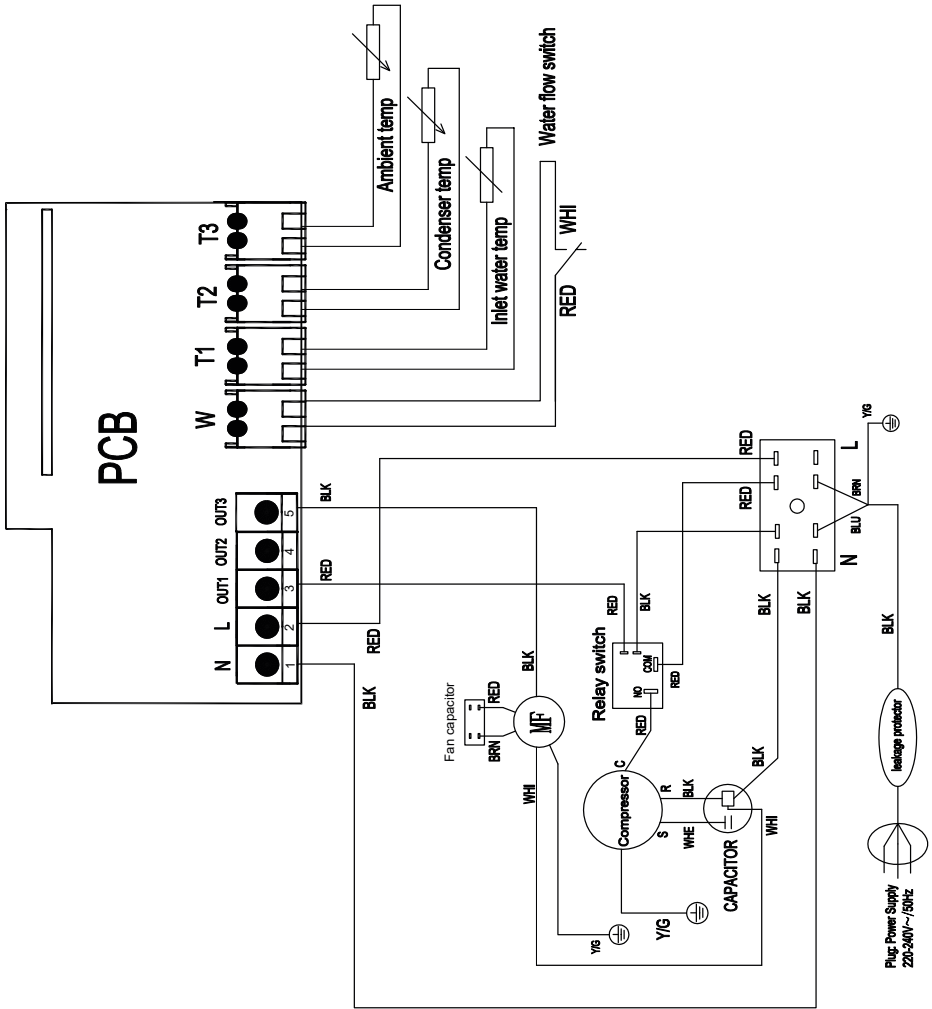 PCB
N
L
OUT1
OUT2
OUT3
1
2
3
4
5
W
T1
T2
T3
Ambient temp
Condenser temp
Inlet water temp
Water flow switch
WHI
RED
BLK
RED
RED
BLK
Fan capacitor
RED
BRN
MF
BLK
WHI
Y/G
Relay switch
NO
COM
RED
BLK
RED
RED
Compressor
C
R
S
BLK
WHE
CAPACITOR
Y/G
BLK
WHI
RED
RED
L
N
BRN
BLU
Y/G
BLK
BLK
BLK
leakage protector
Plug: Power Supply
220-240V~/50Hz